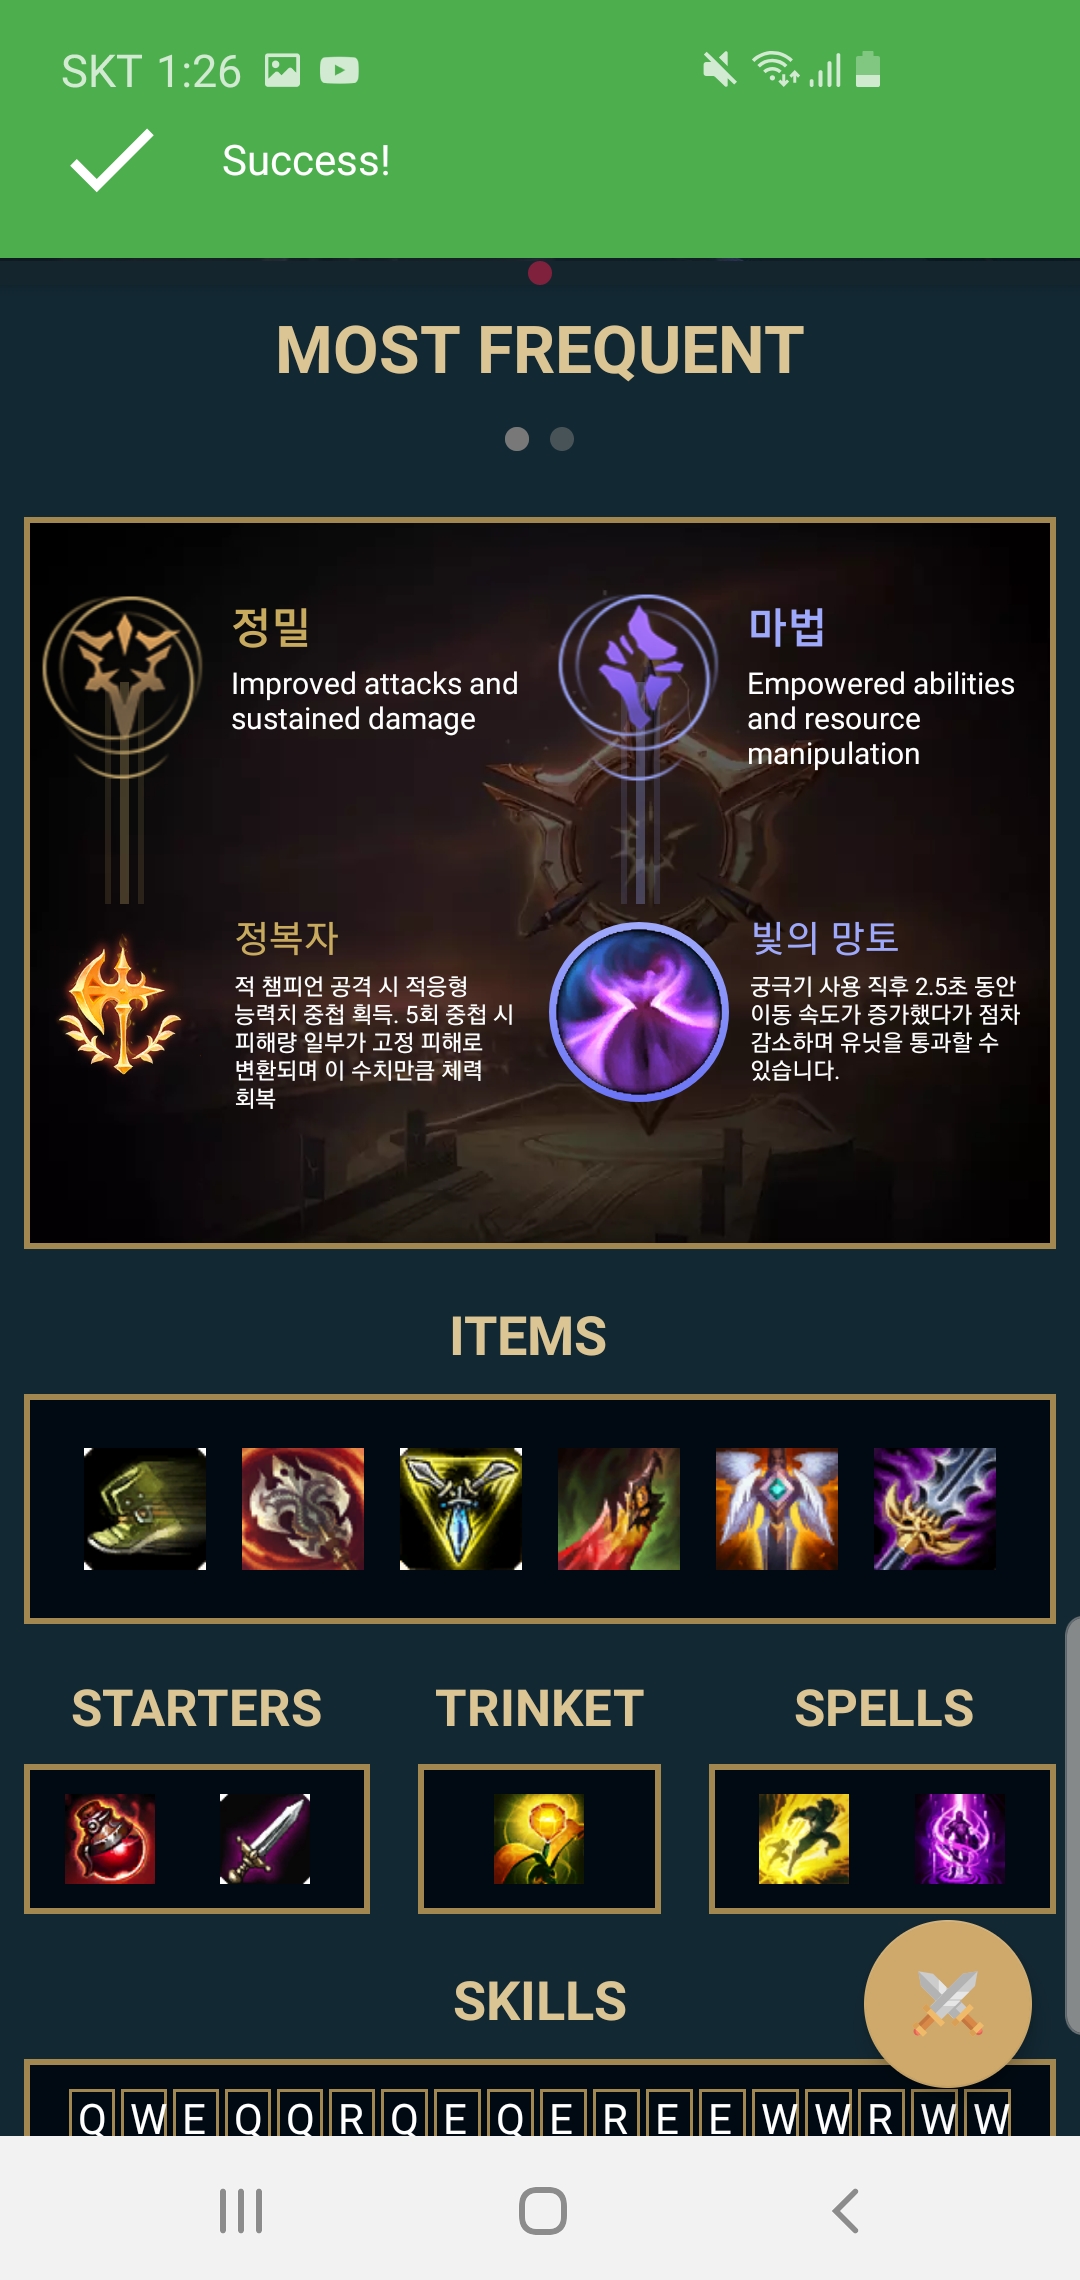 SKT 1:26
Success!
MOST FREQUENT
정밀
Improved attacks and
sustained damage
마법
Empowered abilities
and resource
manipulation
정복자
적 챔피언 공격 시 적응형
능력치 중첩 획득. 5회 중첩 시
피해량 일부가 고정 피해로
변환되며 이 수치만큼 체력
회복
빛의 망토
궁극기 사용 직후 2.5초 동안
이동 속도가 증가했다가 점차
감소하며 유닛을 통과할 수
있습니다.
ITEMS
STARTERS
TRINKET
SPELLS
SKILLS
Q W E Q Q R Q E Q E R E E W W R W W